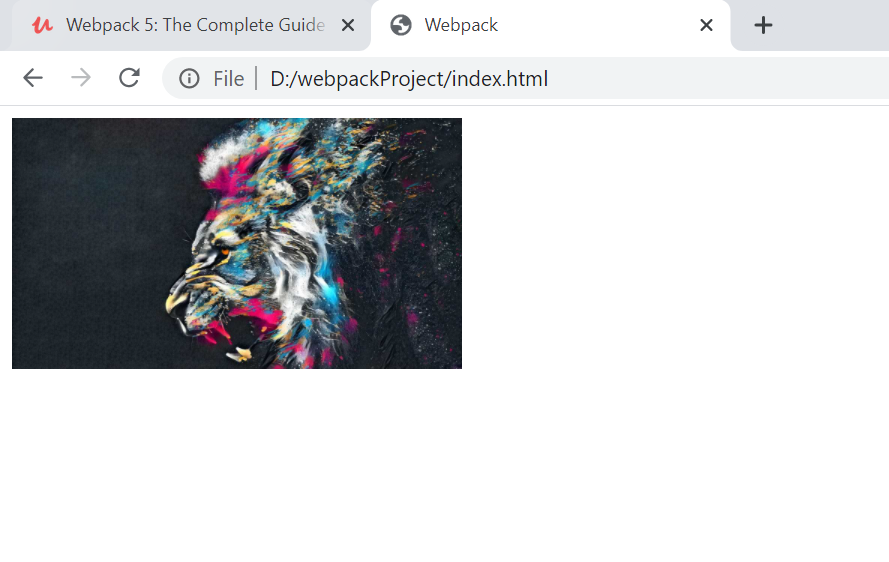 Webpack 5: The Complete Guide
Webpack
File
D:/webpackProject/index.html